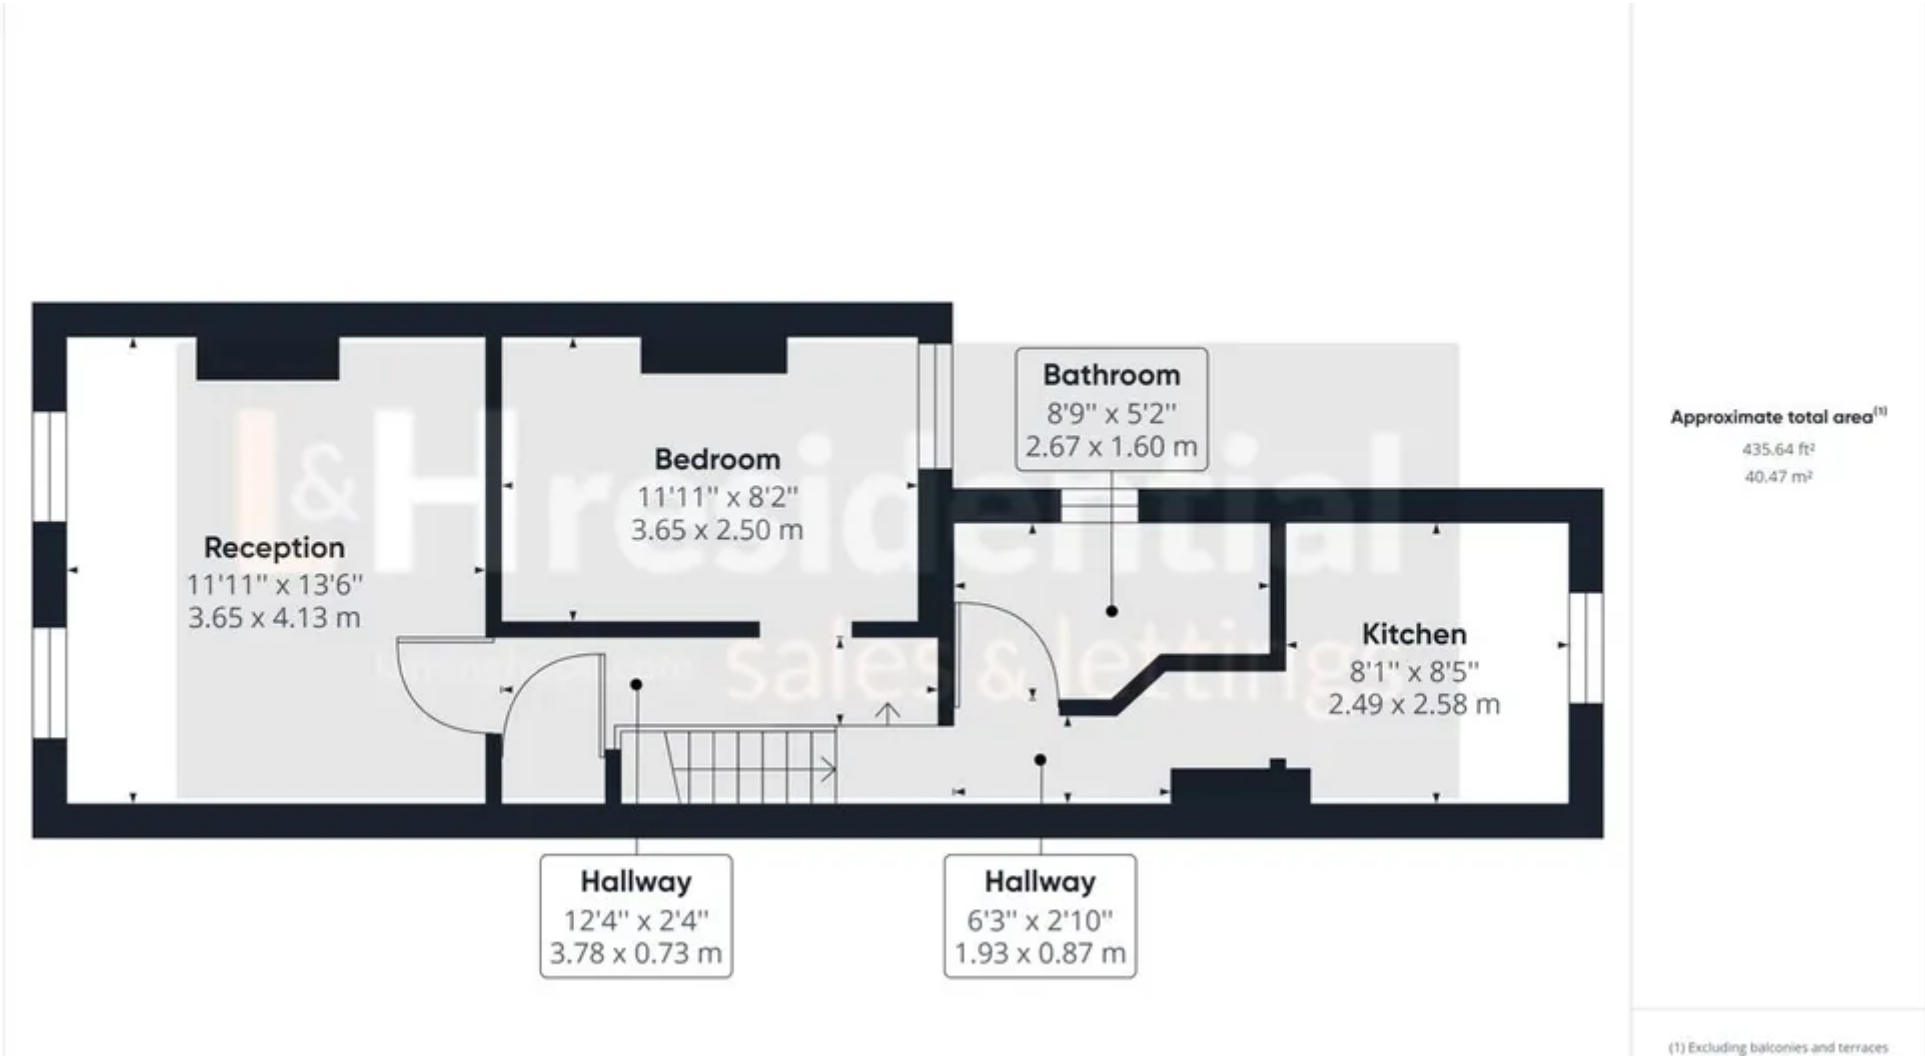 Reception
11'11" x 13'6"
3.65 x 4.13 m
Bedroom
11'11" x 8'2"
3.65 x 2.50 m
Bathroom
8'9" x 5'2"
2.67 x 1.60 m
Kitchen
8'1" x 8'5"
2.49 x 2.58 m
Hallway
12'4" x 2'4"
3.78 x 0.73 m
Hallway
6'3" x 2'10"
1.93 x 0.87 m
I&H residential
sales & lettings
Approximate total area(1)
435.64 ft²
40.47 m²
(1) Excluding balconies and terraces